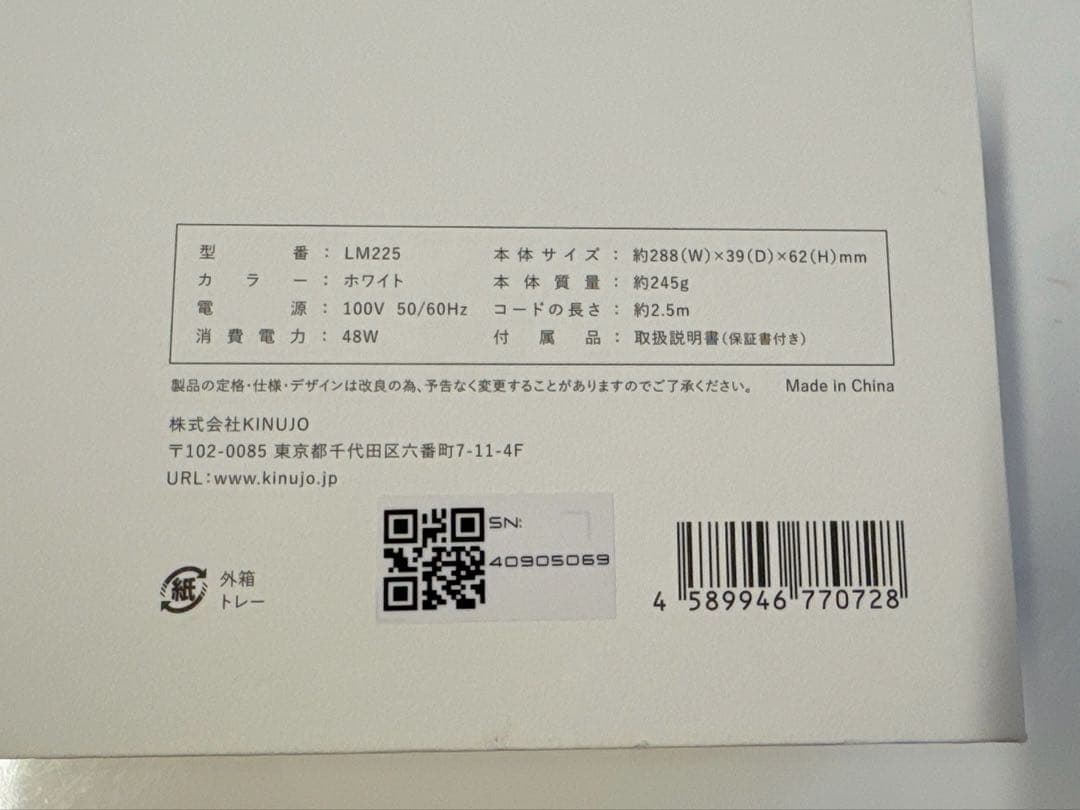 型番：LM225
カラー：ホワイト
電源：100V 50/60Hz
消費電力：48W
本体サイズ：約288(W)×39(D)×62(H)mm
本体質量：約245g
コードの長さ：約2.5m
付属品：取扱説明書(保証書付き)
製品の定格・仕様・デザインは改良の為、予告なく変更することがありますのでご了承ください。 Made in China
株式会社KINUJO
〒102-0085 東京都千代田区六番町7-11-4F
URL：www.kinujo.jp
紙 外箱
トレー
SN:
40905069
4 589946 770728